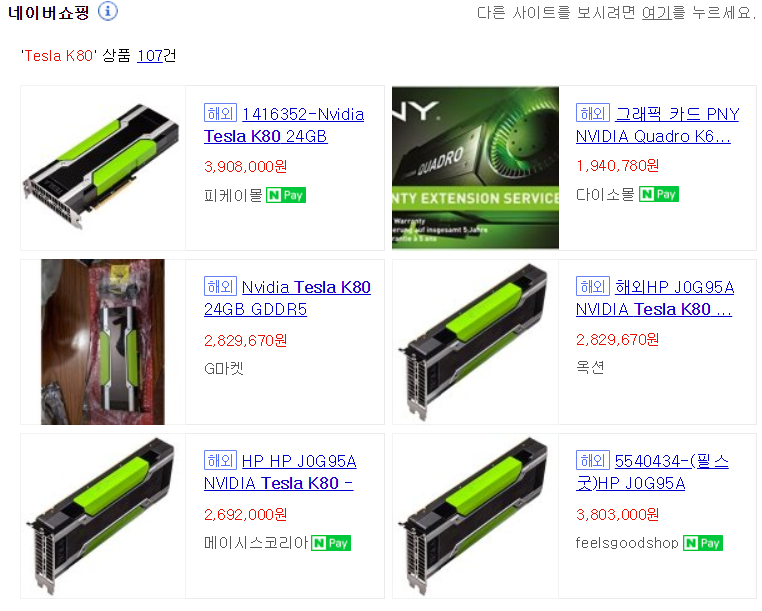 네이버쇼핑
다른 사이트를 보시려면 여기를 누르세요.
'Tesla K80' 상품 107건
해외 1416352-Nvidia
Tesla K80 24GB
3,908,000원
피케이몰 N Pay
NY.
QUADRO
NTY EXTENSION SERVICE
Warranty
erung auf insgesamt 5 Jahre
rantie à 5 ans
해외 그래픽 카드 PNY
NVIDIA Quadro K6...
1,940,780원
다이소몰 N Pay
해외 Nvidia Tesla K80
24GB GDDR5
2,829,670원
G마켓
해외 해외HP J0G95A
NVIDIA Tesla K80 ...
2,829,670원
옥션
해외 HP HP J0G95A
NVIDIA Tesla K80 -
2,692,000원
메이시스코리아 N Pay
해외 5540434-(필스
굿)HP J0G95A
3,803,000원
feelsgoodshop N Pay